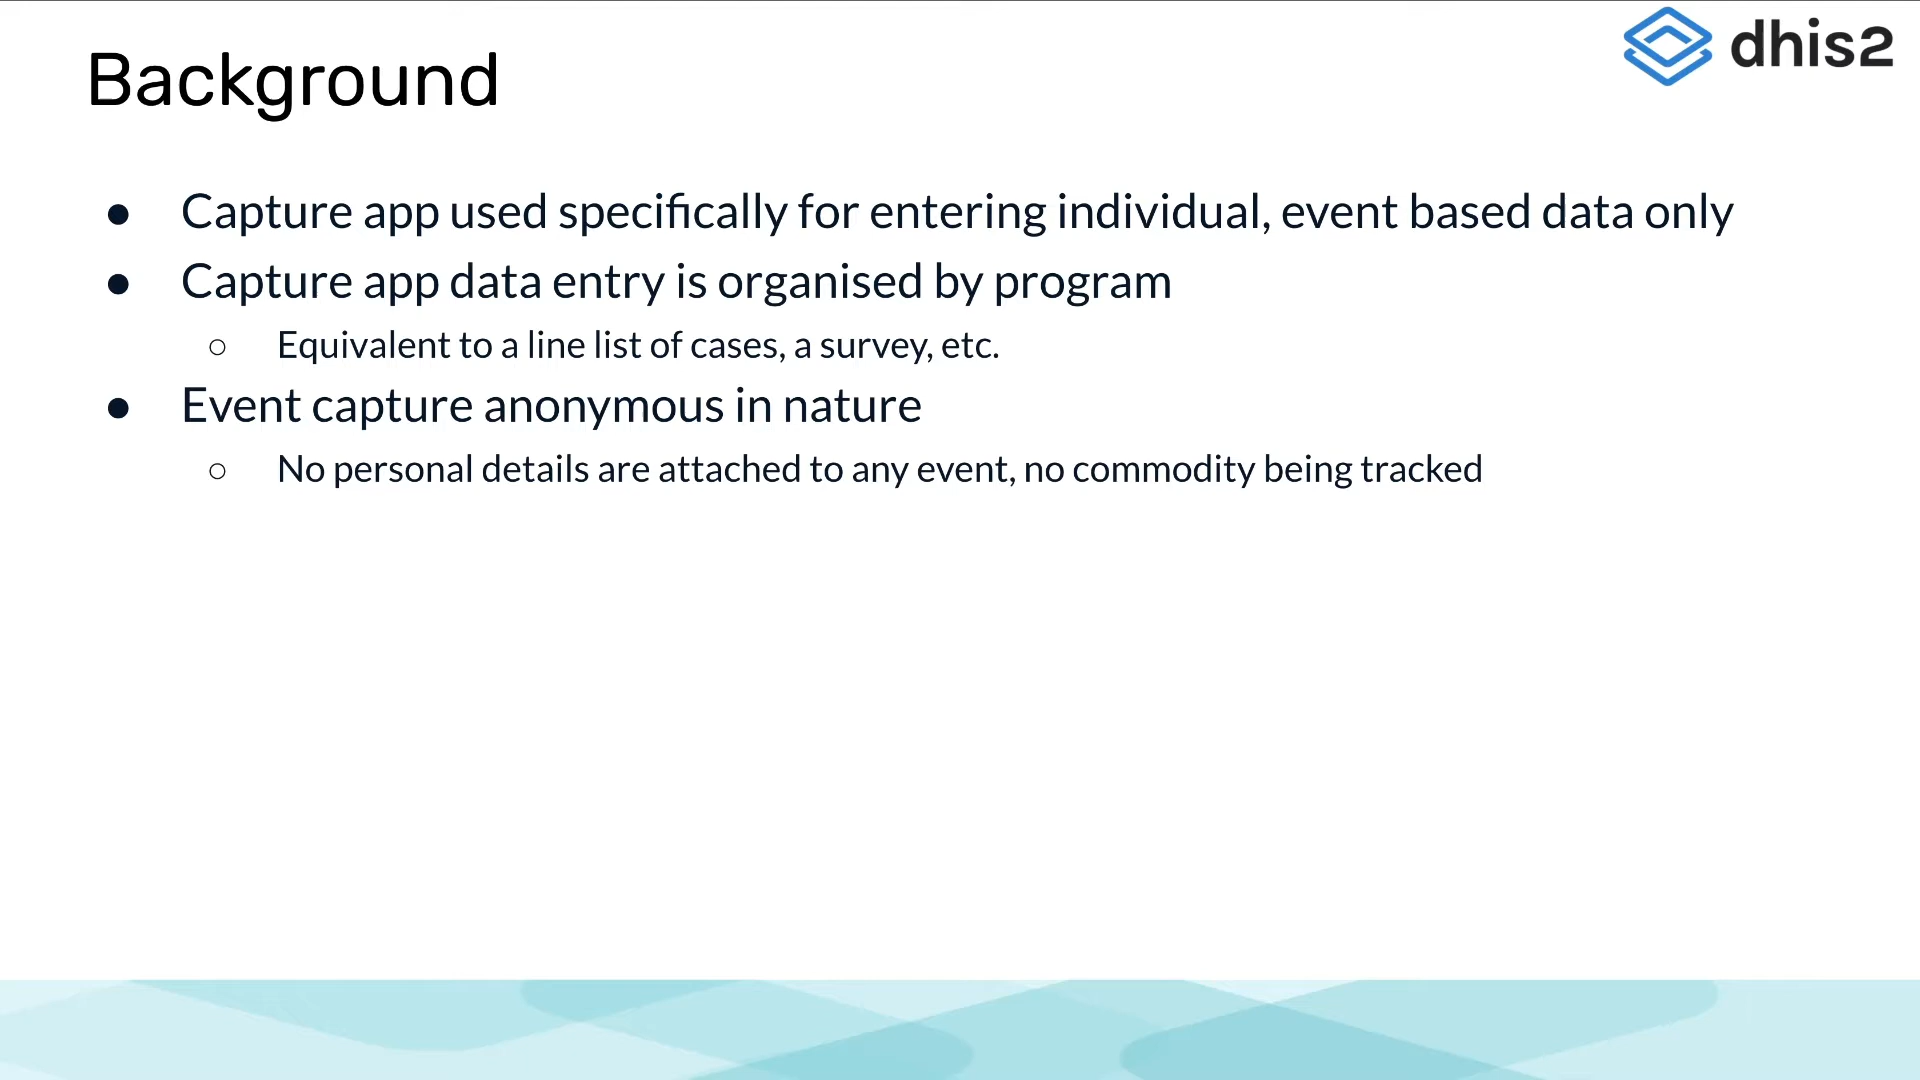 dhis2
Background
● Capture app used specifically for entering individual, event based data only
● Capture app data entry is organised by program
○ Equivalent to a line list of cases, a survey, etc.
● Event capture anonymous in nature
○ No personal details are attached to any event, no commodity being tracked